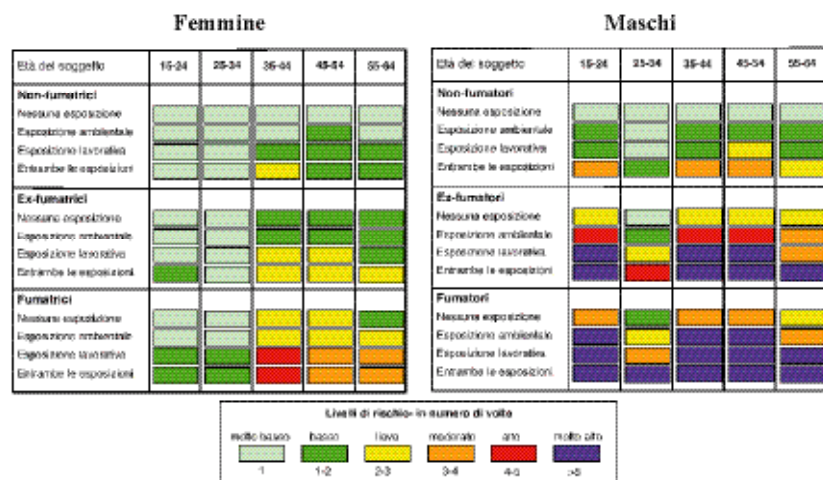 Femmine
Età del soggetto 15-24 25-34 35-44 45-54 55-64
Non-fumatrici
Nessuna esposizione
Esposizione ambientale
Esposizione lavorativa
Entrambe le esposizioni
Ex-fumatrici
Nessuna esposizione
Esposizione ambientale
Esposizione lavorativa
Entrambe le esposizioni
Fumatrici
Nessuna esposizione
Esposizione ambientale
Esposizione lavorativa
Entrambe le esposizioni
Maschi
Età del soggetto 15-24 25-34 35-44 45-54 55-64
Non-fumatori
Nessuna esposizione
Esposizione ambientale
Esposizione lavorativa
Entrambe le esposizioni
Ex-fumatori
Nessuna esposizione
Esposizione ambientale
Esposizione lavorativa
Entrambe le esposizioni
Fumatori
Nessuna esposizione
Esposizione ambientale
Esposizione lavorativa
Entrambe le esposizioni
Livelli di rischio- in numero di volte
molto basso basso lieve moderato alto molto alto
1 1-2 2-3 3-4 4-5 >5